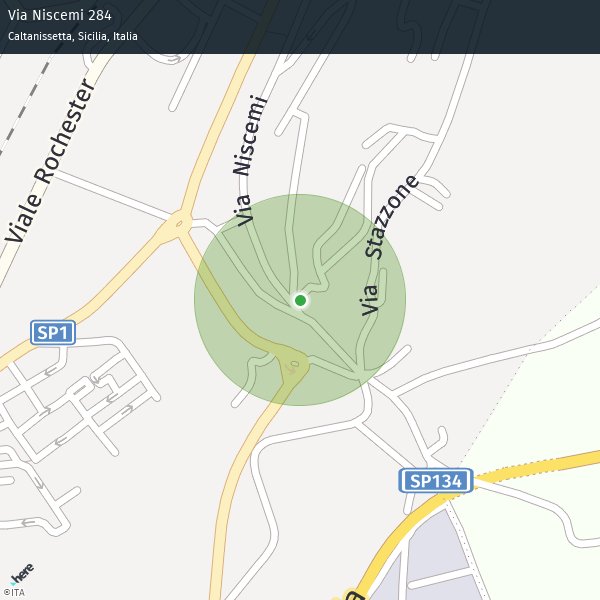 Via Niscemi 284
Caltanissetta, Sicilia, Italia
Viale Rochester
Via Niscemi
Via Stazzone
SP1
SP134
a
here
©ITA